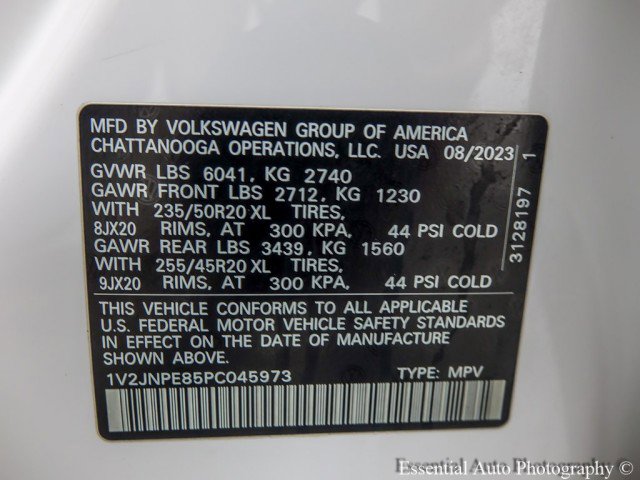 MFD BY VOLKSWAGEN GROUP OF AMERICA
CHATTANOOGA OPERATIONS, LLC. USA 08/2023
GVWR LBS 6041, KG 2740
GAWR FRONT LBS 2712, KG 1230
WITH 235/50R20 XL TIRES,
8JX20 RIMS, AT 300 KPA, 44 PSI COLD
GAWR REAR LBS 3439, KG 1560
WITH 255/45R20 XL TIRES,
9JX20 RIMS, AT 300 KPA, 44 PSI COLD
THIS VEHICLE CONFORMS TO ALL APPLICABLE
U.S. FEDERAL MOTOR VEHICLE SAFETY STANDARDS
IN EFFECT ON THE DATE OF MANUFACTURE
SHOWN ABOVE.
1V2JNPE85PC045973 TYPE: MPV
3128197 1
Essential Auto Photography ©